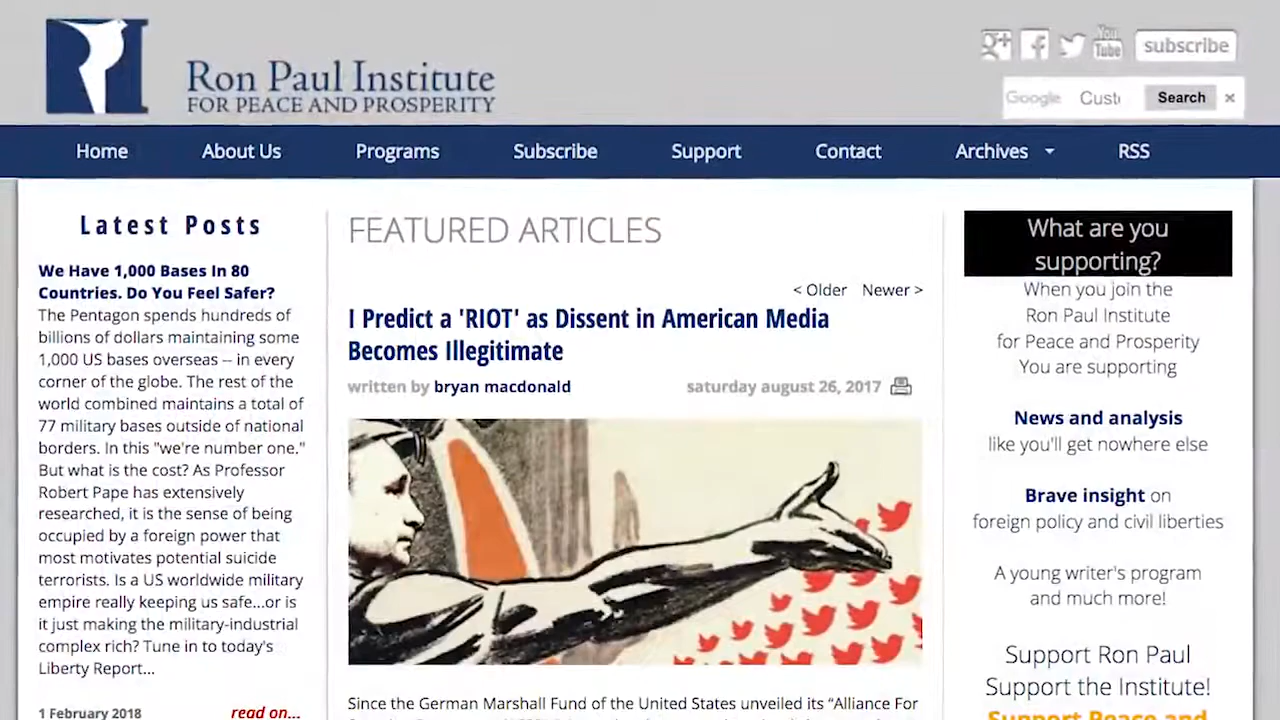 Ron Paul Institute
FOR PEACE AND PROSPERITY
You
Tube
subscribe
Google
Custo
Search
×
Home
About Us
Programs
Subscribe
Support
Contact
Archives
RSS
Latest Posts
We Have 1,000 Bases In 80
Countries. Do You Feel Safer?
The Pentagon spends hundreds of
billions of dollars maintaining some
1,000 US bases overseas -- in every
corner of the globe. The rest of the
world combined maintains a total of
77 military bases outside of national
borders. In this "we're number one."
But what is the cost? As Professor
Robert Pape has extensively
researched, it is the sense of being
occupied by a foreign power that
most motivates potential suicide
terrorists. Is a US worldwide military
empire really keeping us safe...or is
it just making the military-industrial
complex rich? Tune in to today's
Liberty Report...
1 February 2018
read on...
FEATURED ARTICLES
< Older Newer >
I Predict a 'RIOT' as Dissent in American Media
Becomes Illegitimate
written by bryan macdonald
saturday august 26, 2017
Since the German Marshall Fund of the United States unveiled its “Alliance For
What are you
supporting?
When you join the
Ron Paul Institute
for Peace and Prosperity
You are supporting
News and analysis
like you'll get nowhere else
Brave insight on
foreign policy and civil liberties
A young writer's program
and much more!
Support Ron Paul
Support the Institute!
Support Peace and